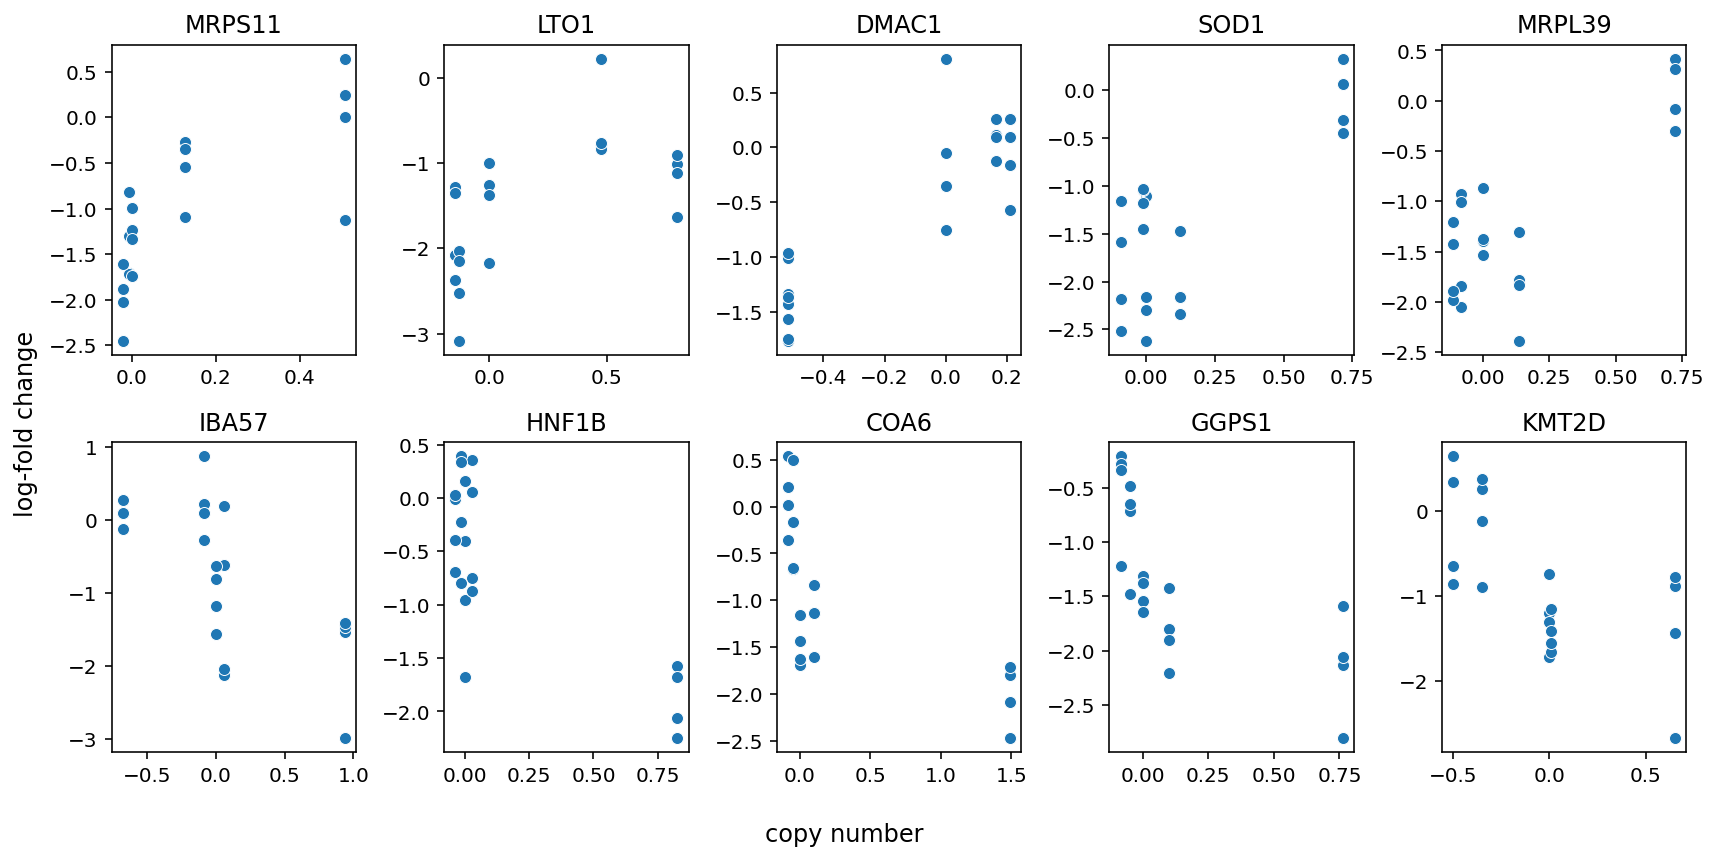 MRPS11 LTO1 DMAC1 SOD1 MRPL39
0.5 0.0 −0.5 −1.0 −1.5 −2.0 −2.5
0.0 0.2 0.4
0 −1 −2 −3
0.0 0.5
0.5 0.0 −0.5 −1.0 −1.5
−0.4 −0.2 0.0 0.2
0.0 −0.5 −1.0 −1.5 −2.0 −2.5
0.00 0.25 0.50 0.75
0.5 0.0 −0.5 −1.0 −1.5 −2.0 −2.5
0.00 0.25 0.50 0.75
log-fold change
IBA57 HNF1B COA6 GGPS1 KMT2D
1 0 −1 −2 −3
−0.5 0.0 0.5 1.0
0.5 0.0 −0.5 −1.0 −1.5 −2.0
0.00 0.25 0.50 0.75
0.5 0.0 −0.5 −1.0 −1.5 −2.0 −2.5
0.0 0.5 1.0 1.5
−0.5 −1.0 −1.5 −2.0 −2.5
0.00 0.25 0.50 0.75
0 −1 −2
−0.5 0.0 0.5
copy number